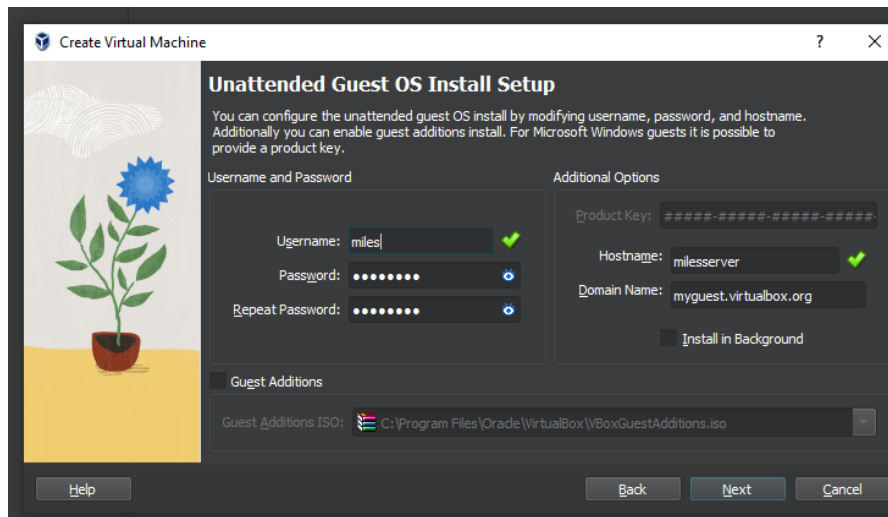 Create Virtual Machine
?
Unattended Guest OS Install Setup
You can configure the unattended guest OS install by modifying username, password, and hostname.
Additionally you can enable guest additions install. For Microsoft Windows guests it is possible to
provide a product key.
Username and Password
Username: miles
Password: ●●●●●●●●
Repeat Password: ●●●●●●●●
Additional Options
Product Key: #####-#####-#####-#####-
Hostname: milesserver
Domain Name: myguest.virtualbox.org
Install in Background
Guest Additions
Guest Additions ISO: C:\Program Files\Oracle\VirtualBox\VBoxGuestAdditions.iso
Help
Back
Next
Cancel